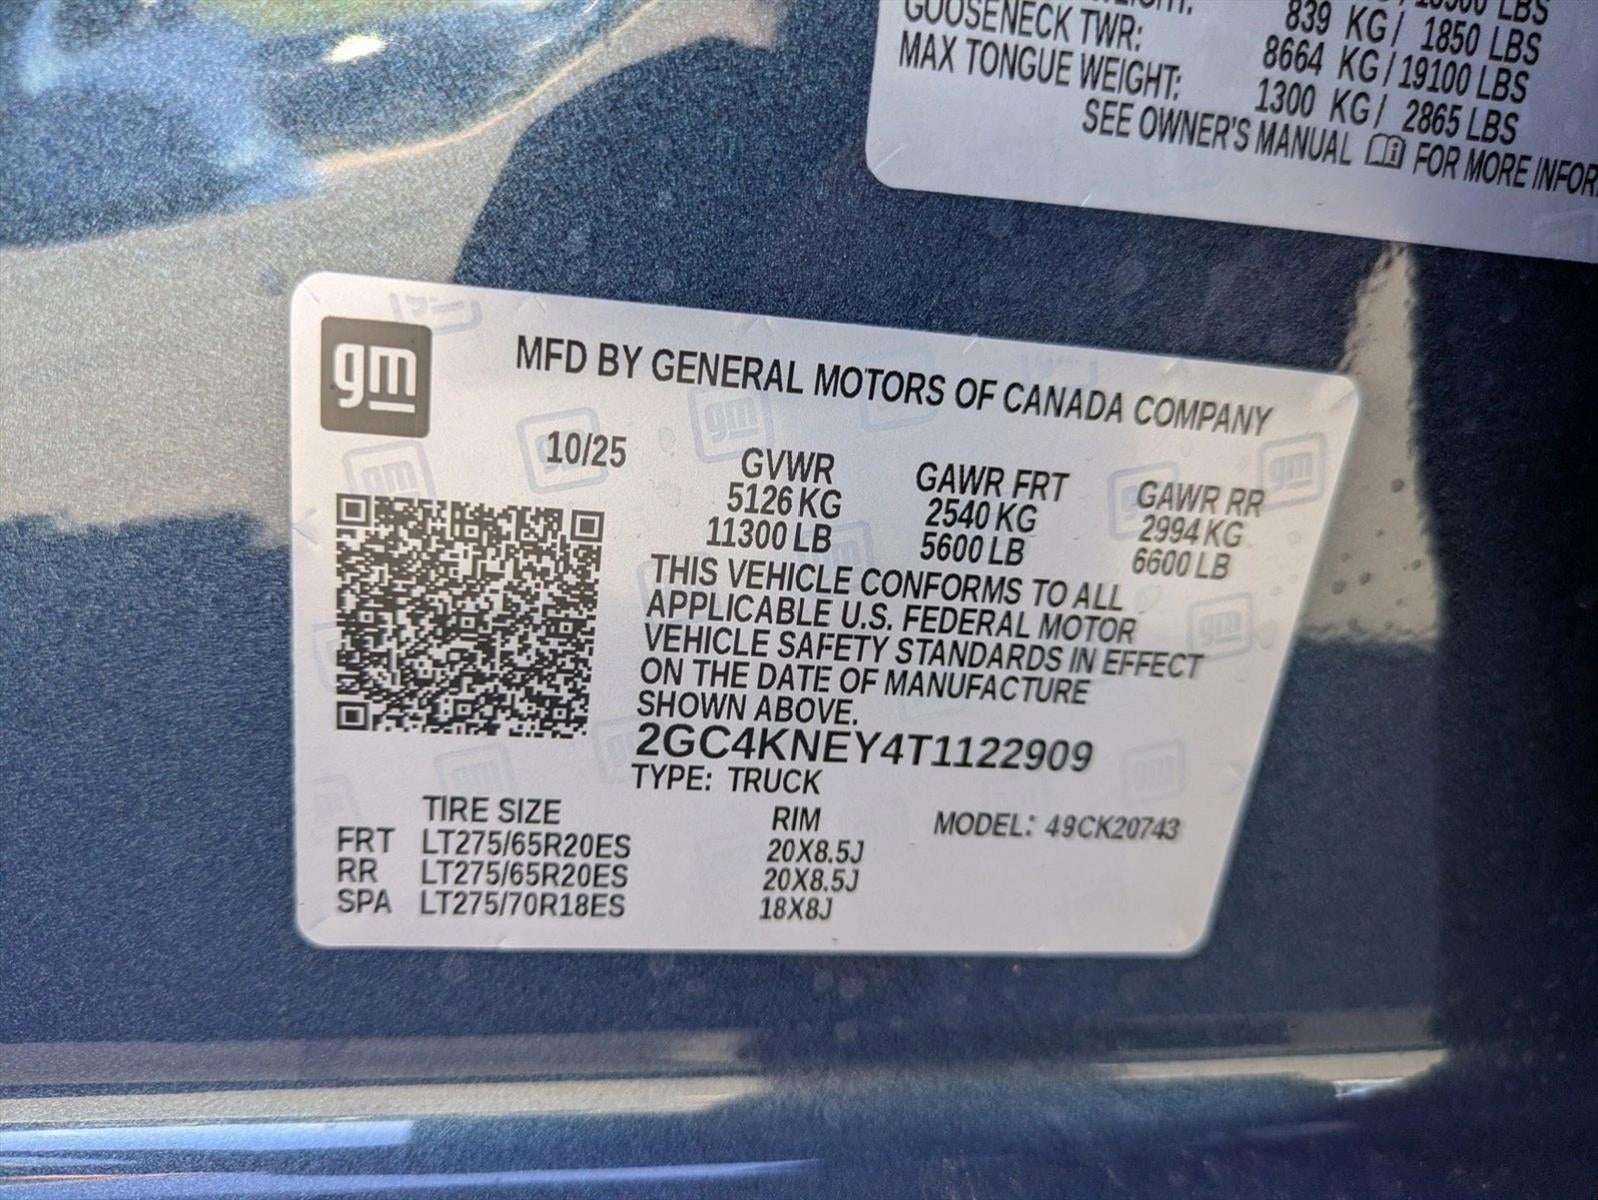 839 KG/ 1850 LBS
GOOSENECK TWR: 8664 KG/19100 LBS
MAX TONGUE WEIGHT: 1300 KG/ 2865 LBS
SEE OWNER'S MANUAL FOR MORE INFOR
gm
MFD BY GENERAL MOTORS OF CANADA COMPANY
10/25 GVWR GAWR FRT GAWR RR
5126 KG 2540 KG 2994 KG
11300 LB 5600 LB 6600 LB
THIS VEHICLE CONFORMS TO ALL
APPLICABLE U.S. FEDERAL MOTOR
VEHICLE SAFETY STANDARDS IN EFFECT
ON THE DATE OF MANUFACTURE
SHOWN ABOVE.
2GC4KNEY4T1122909
TYPE: TRUCK
TIRE SIZE RIM MODEL: 49CK20743
FRT LT275/65R20ES 20X8.5J
RR LT275/65R20ES 20X8.5J
SPA LT275/70R18ES 18X8J